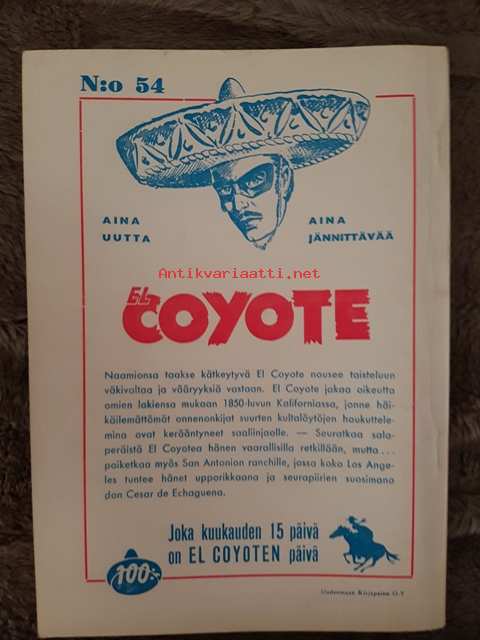 N:o 54
AINA
UUTTA
AINA
JÄNNITTÄVÄÄ
Antikvariaatti.net
EL
COYOTE
Naamionsa taakse kätkeytyvä El Coyote nousee taisteluun
väkivaltaa ja vääryyksiä vastaan. El Coyote jakaa oikeutta
omien lakiensa mukaan 1850-luvun Kaliforniassa, jonne häi-
käilemättömät onnenonkijat suurten kultalöytöjen houkuttele-
mina ovat kerääntyneet saaliinjaolle. — Seuratkaa sala-
peräistä El Coyotea hänen vaarallisilla retkillään, mutta...
poiketkaa myös San Antonion ranchille, jossa koko Los Ange-
les tuntee hänet upporikkaana ja seurapiirien suosimana
don Cesar de Echaguena.
Joka kuukauden 15 päivä
on EL COYOTEN päivä
100:-
Uudenmaan Kirjapaino O.Y